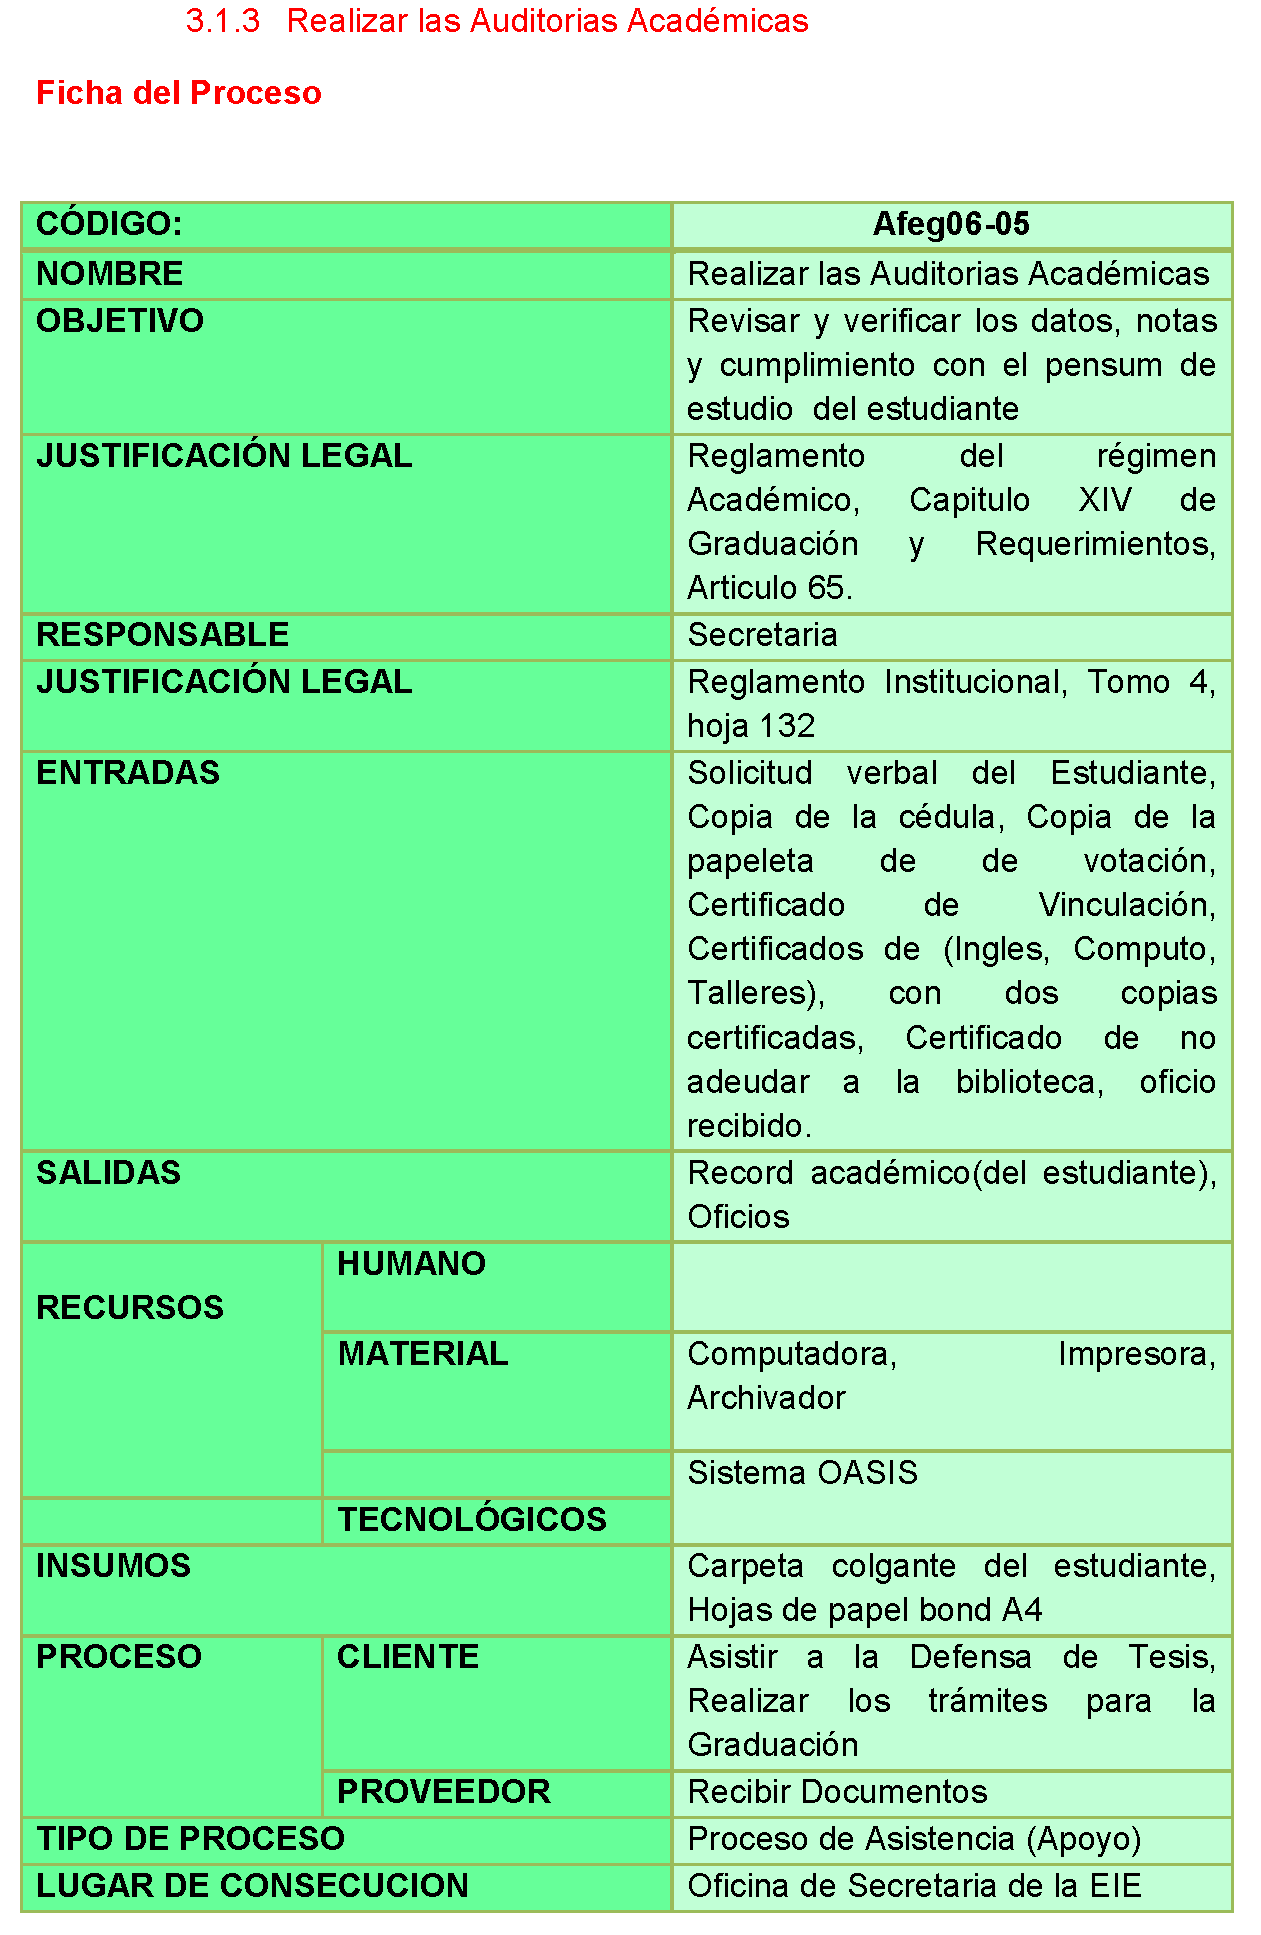 3.1.3 Realizar las Auditorias Académicas
Ficha del Proceso
CÓDIGO: Afeg06-05
NOMBRE Realizar las Auditorias Académicas
OBJETIVO Revisar y verificar los datos, notas
y cumplimiento con el pensum de
estudio del estudiante
JUSTIFICACIÓN LEGAL Reglamento del régimen
Académico, Capitulo XIV de
Graduación y Requerimientos,
Articulo 65.
RESPONSABLE Secretaria
JUSTIFICACIÓN LEGAL Reglamento Institucional, Tomo 4,
hoja 132
ENTRADAS Solicitud verbal del Estudiante,
Copia de la cédula, Copia de la
papeleta de de votación,
Certificado de Vinculación,
Certificados de (Ingles, Computo,
Talleres), con dos copias
certificadas, Certificado de no
adeudar a la biblioteca, oficio
recibido.
SALIDAS Record académico(del estudiante),
Oficios
HUMANO
RECURSOS
MATERIAL Computadora, Impresora,
Archivador
Sistema OASIS
TECNOLÓGICOS
INSUMOS Carpeta colgante del estudiante,
Hojas de papel bond A4
PROCESO CLIENTE Asistir a la Defensa de Tesis,
Realizar los trámites para la
Graduación
PROVEEDOR Recibir Documentos
TIPO DE PROCESO Proceso de Asistencia (Apoyo)
LUGAR DE CONSECUCION Oficina de Secretaria de la EIE